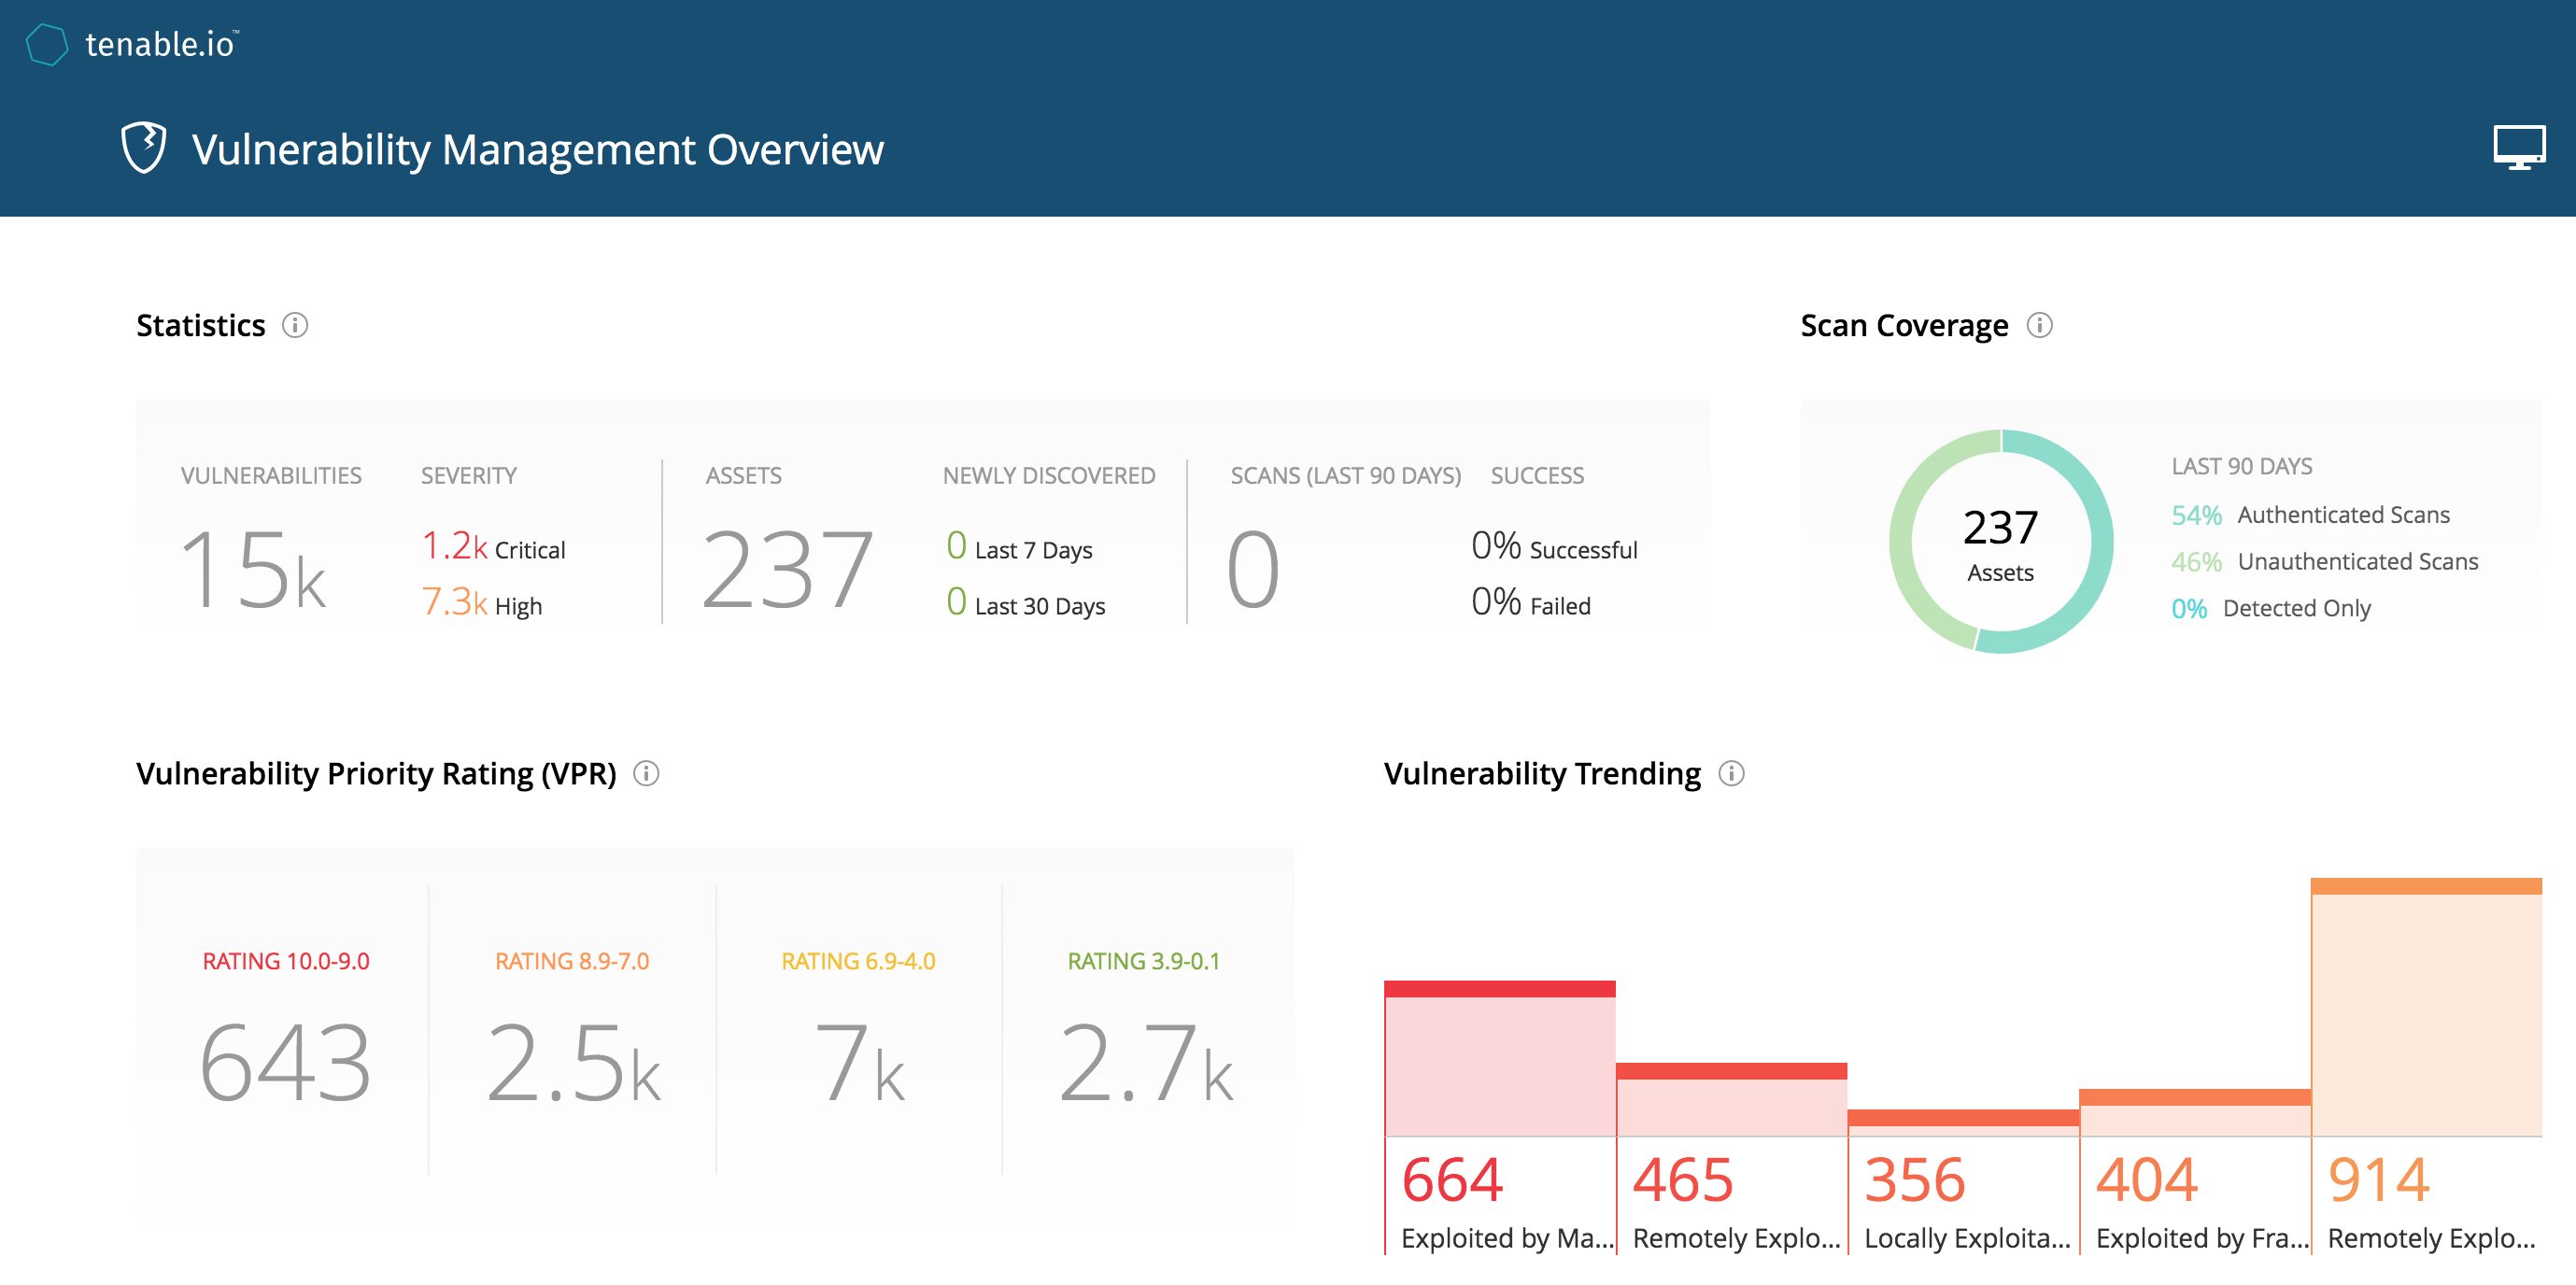 tenable.io™
Vulnerability Management Overview
Statistics
VULNERABILITIES
15k
SEVERITY
1.2k Critical
7.3k High
ASSETS
237
NEWLY DISCOVERED
0 Last 7 Days
0 Last 30 Days
SCANS (LAST 90 DAYS)
0
SUCCESS
0% Successful
0% Failed
Scan Coverage
237
Assets
LAST 90 DAYS
54% Authenticated Scans
46% Unauthenticated Scans
0% Detected Only
Vulnerability Priority Rating (VPR)
RATING 10.0-9.0
643
RATING 8.9-7.0
2.5k
RATING 6.9-4.0
7k
RATING 3.9-0.1
2.7k
Vulnerability Trending
664
Exploited by Ma...
465
Remotely Explo...
356
Locally Exploita...
404
Exploited by Fra...
914
Remotely Explo...